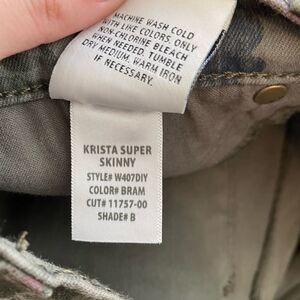 MACHINE WASH COLD
WITH LIKE COLORS. ONLY
NON-CHLORINE BLEACH
WHEN NEEDED. TUMBLE
DRY MEDIUM. WARM IRON
IF NECESSARY.
KRISTA SUPER
SKINNY
STYLE# W407DIY
COLOR# BRAM
CUT# 11757-00
SHADE# B